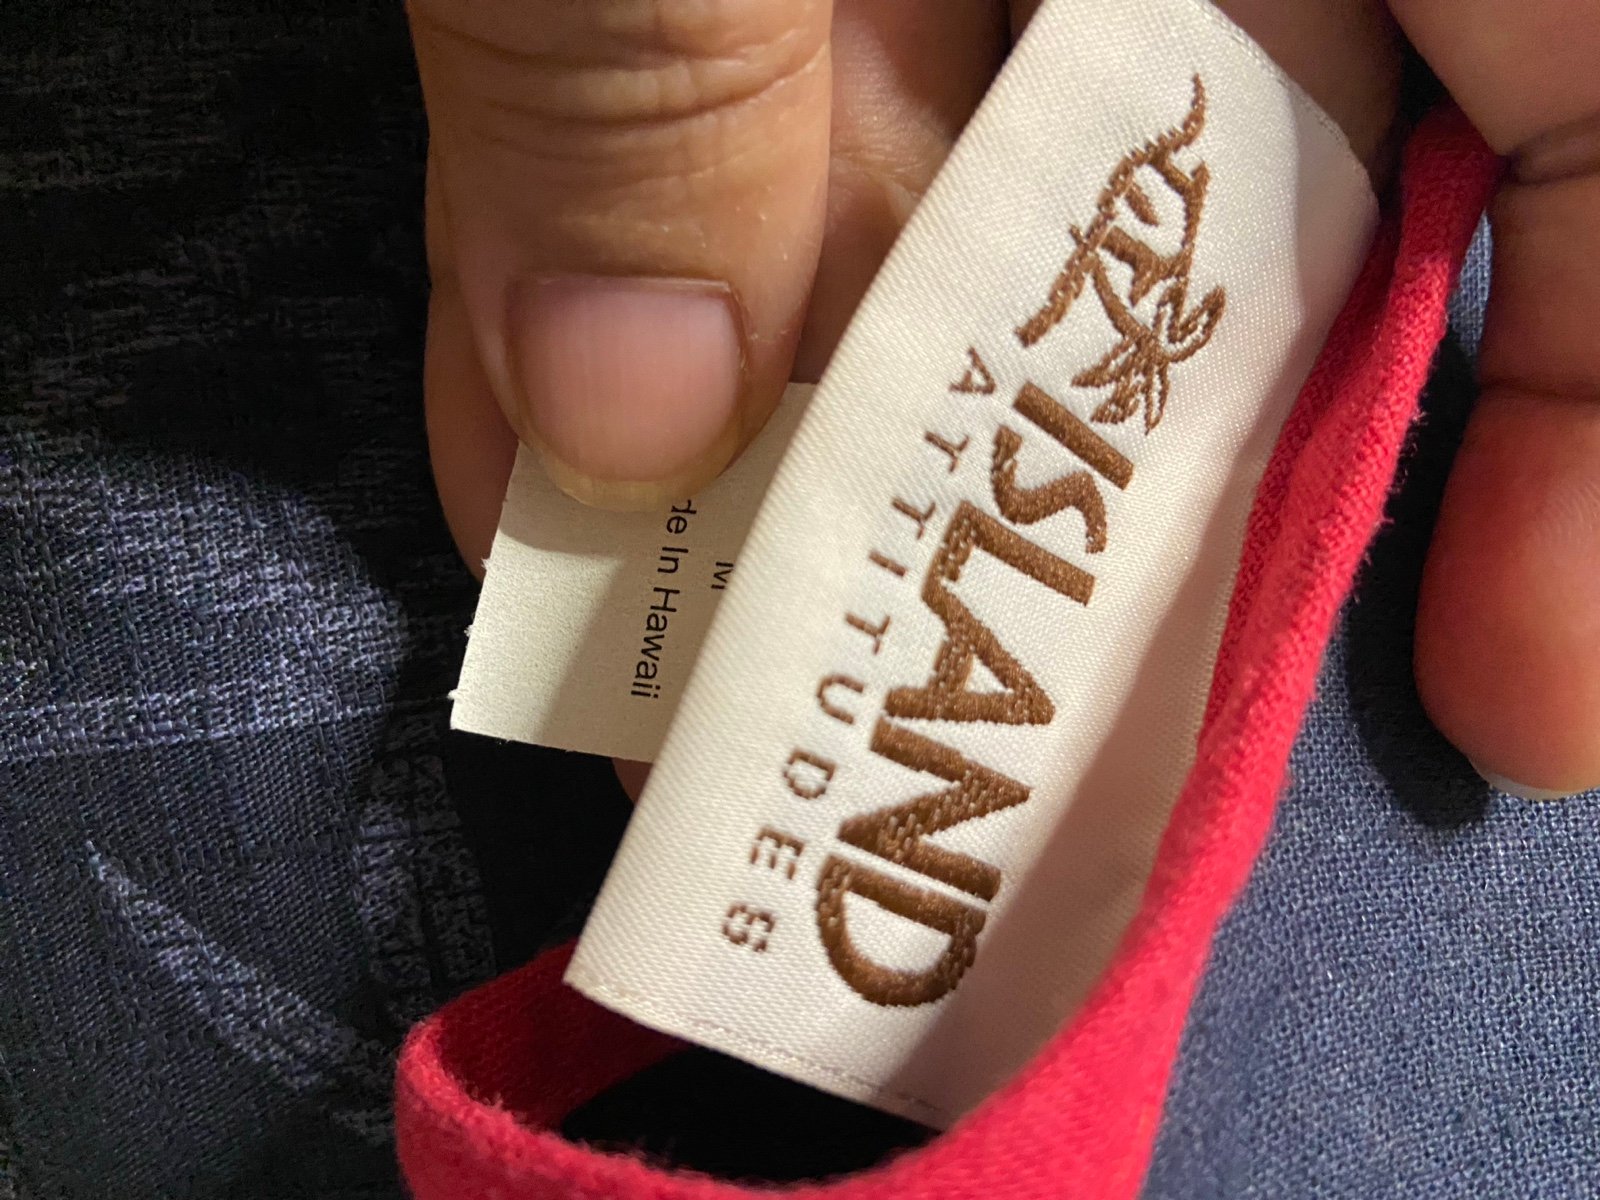 ISLAND
ATTITUDES
M
de In Hawaii